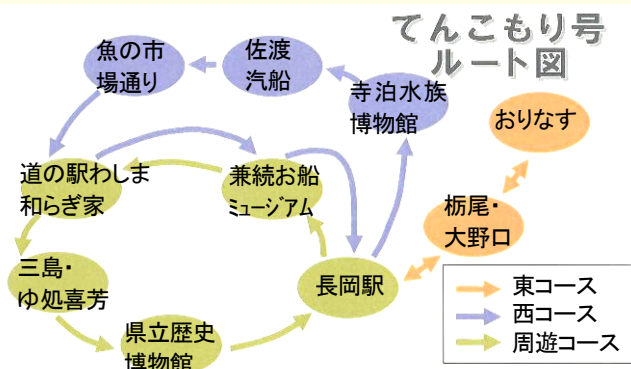 てんこもり号
ルート図
魚の市
場通り
佐渡
汽船
寺泊水族
博物館
おりなす
道の駅わしま
和らぎ家
兼続お船
ミュージアム
栃尾・
大野口
三島・
ゆ処喜芳
長岡駅
県立歴史
博物館
東コース
西コース
周遊コース